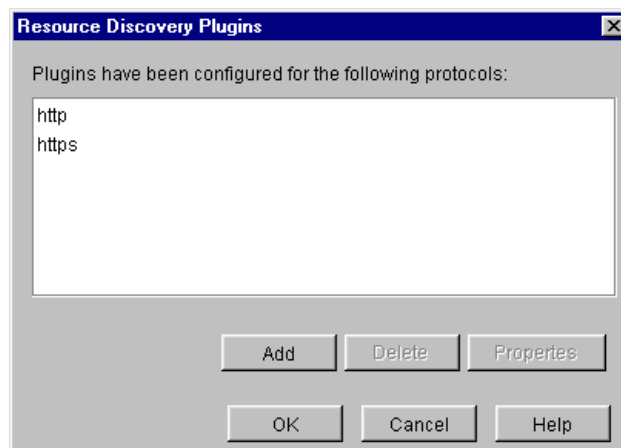 Resource Discovery Plugins
Plugins have been configured for the following protocols:
http
https
Add Delete Propertes
OK Cancel Help